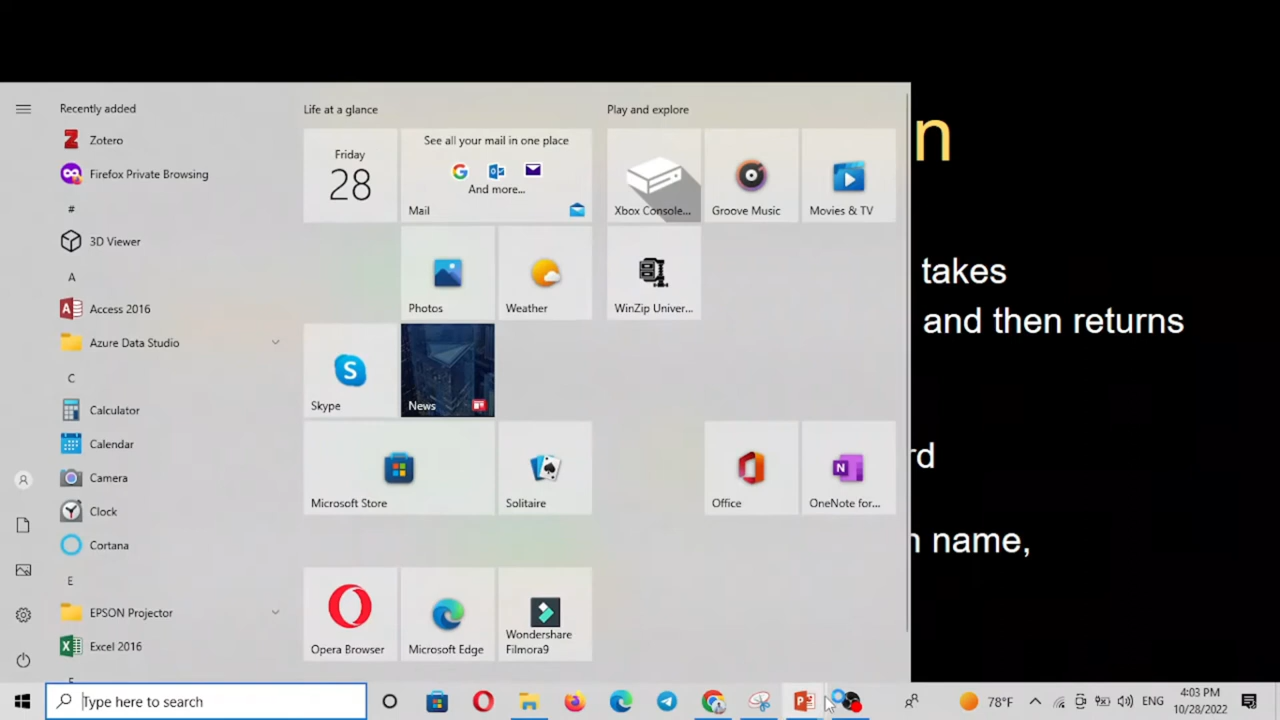 Recently added
Zotero
Firefox Private Browsing
#
3D Viewer
A
Access 2016
Azure Data Studio
C
Calculator
Calendar
Camera
Clock
Cortana
E
EPSON Projector
Excel 2016
Life at a glance
Friday
28
See all your mail in one place
And more...
Mail
Photos
Weather
Skype
News
Microsoft Store
Solitaire
Opera Browser
Microsoft Edge
Wondershare
Filmora9
Play and explore
Xbox Console...
Groove Music
Movies & TV
WinZip Univer...
Office
OneNote for...
n
takes
and then returns
rd
name,
Type here to search
78°F
ENG
4:03 PM
10/28/2022